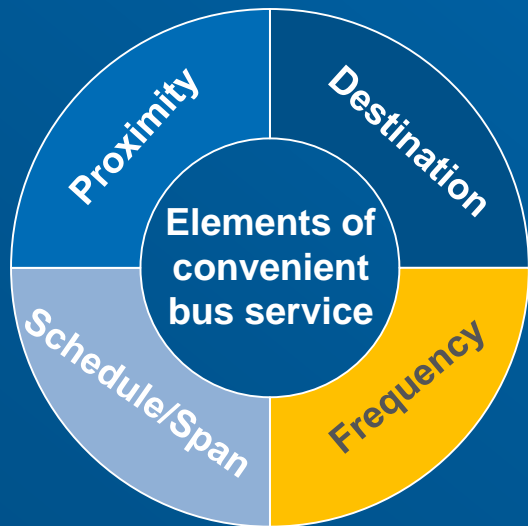 Proximity
Destination
Elements of
convenient
bus service
Schedule/Span
Frequency